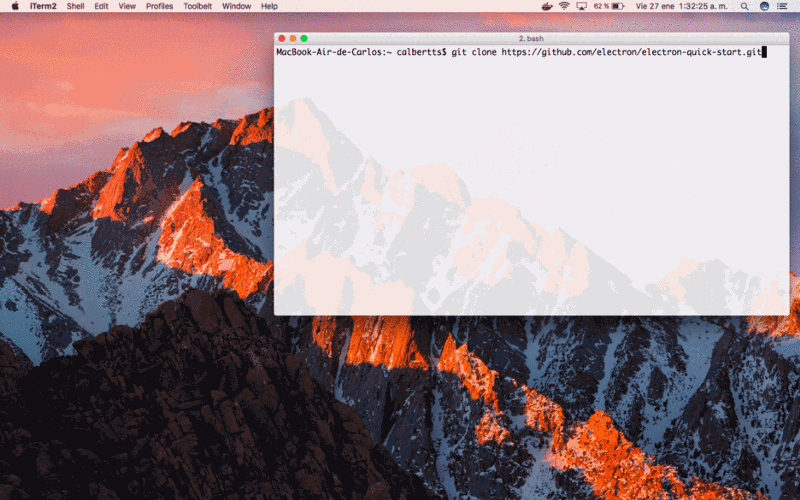 iTerm2 Shell Edit View Profiles Toolbelt Window Help 62 % Vie 27 ene 1:32:25 a. m.
2. bash
MacBook-Air-de-Carlos:~ calbertts$ git clone https://github.com/electron/electron-quick-start.git